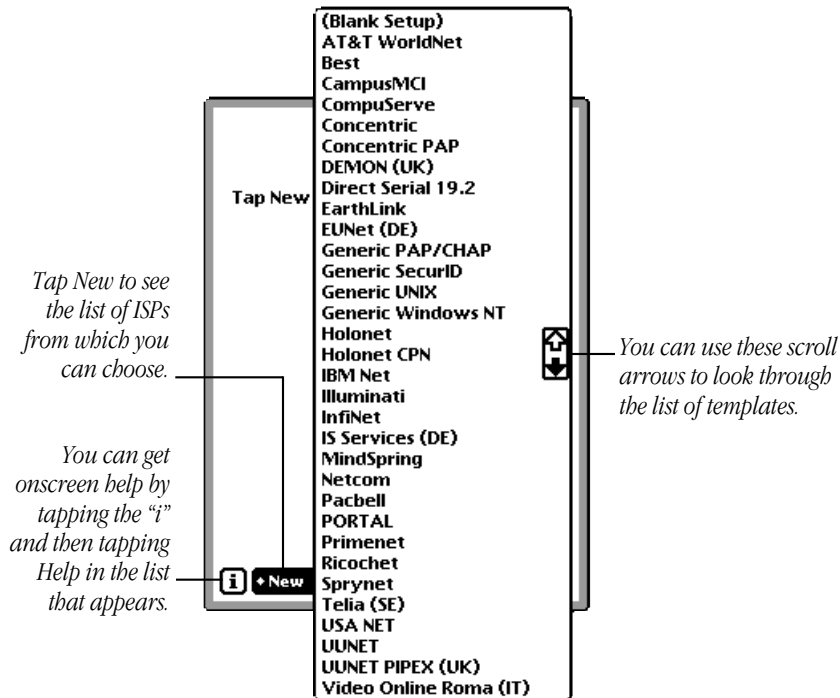 (Blank Setup)
AT&T WorldNet
Best
CampusMCI
CompuServe
Concentric
Concentric PAP
DEMON (UK)
Direct Serial 19.2
EarthLink
EUNet (DE)
Generic PAP/CHAP
Generic SecurID
Generic UNIX
Generic Windows NT
Holonet
Holonet CPN
IBM Net
Illuminati
InfiNet
IS Services (DE)
MindSpring
Netcom
Pacbell
PORTAL
Primenet
Ricochet
Sprynet
Telia (SE)
USA NET
UUNET
UUNET PIPEX (UK)
Video Online Roma (IT)
Tap New
Tap New to see
the list of ISPs
from which you
can choose.
You can get
onscreen help by
tapping the “i”
and then tapping
Help in the list
that appears.
i
New
You can use these scroll
arrows to look through
the list of templates.